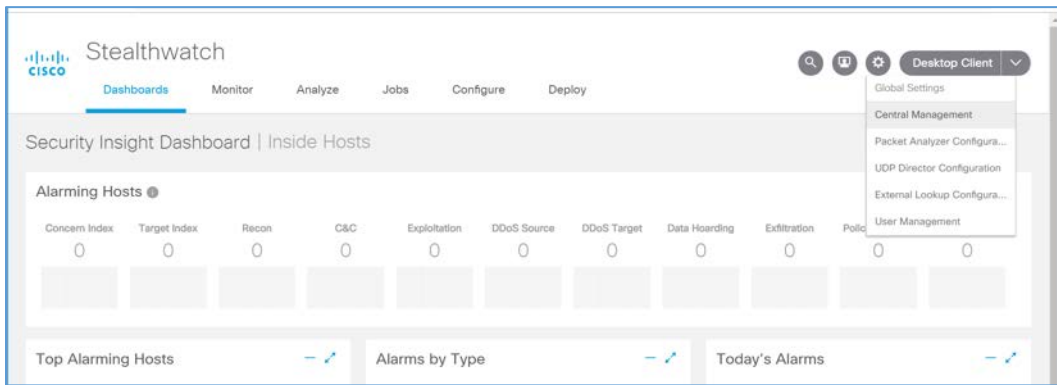 Stealthwatch
CISCO
Desktop Client
Dashboards Monitor Analyze Jobs Configure Deploy
Global Settings
Central Management
Packet Analyzer Configura...
UDP Director Configuration
External Lookup Configura...
User Management
Security Insight Dashboard | Inside Hosts
Alarming Hosts
Concern Index Target Index Recon C&C Exploitation DDoS Source DDoS Target Data Hoarding Exfiltration
0 0 0 0 0 0 0 0 0 0 0
Top Alarming Hosts
Alarms by Type
Today's Alarms